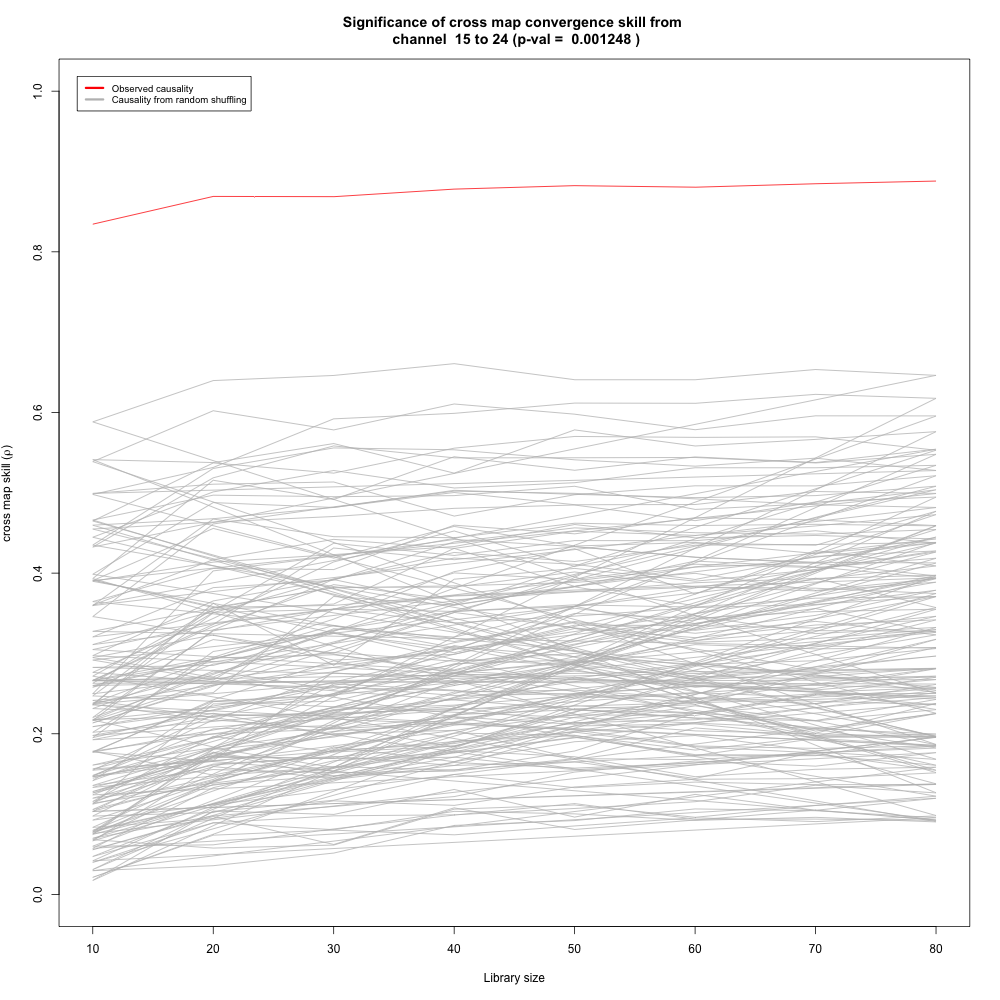 Significance of cross map convergence skill from
channel  15 to 24 (p-val =  0.001248 )
Observed causality
Causality from random shuffling
1.0
0.8
0.6
0.4
0.2
0.0
cross map skill (ρ)
10 20 30 40 50 60 70 80
Library size